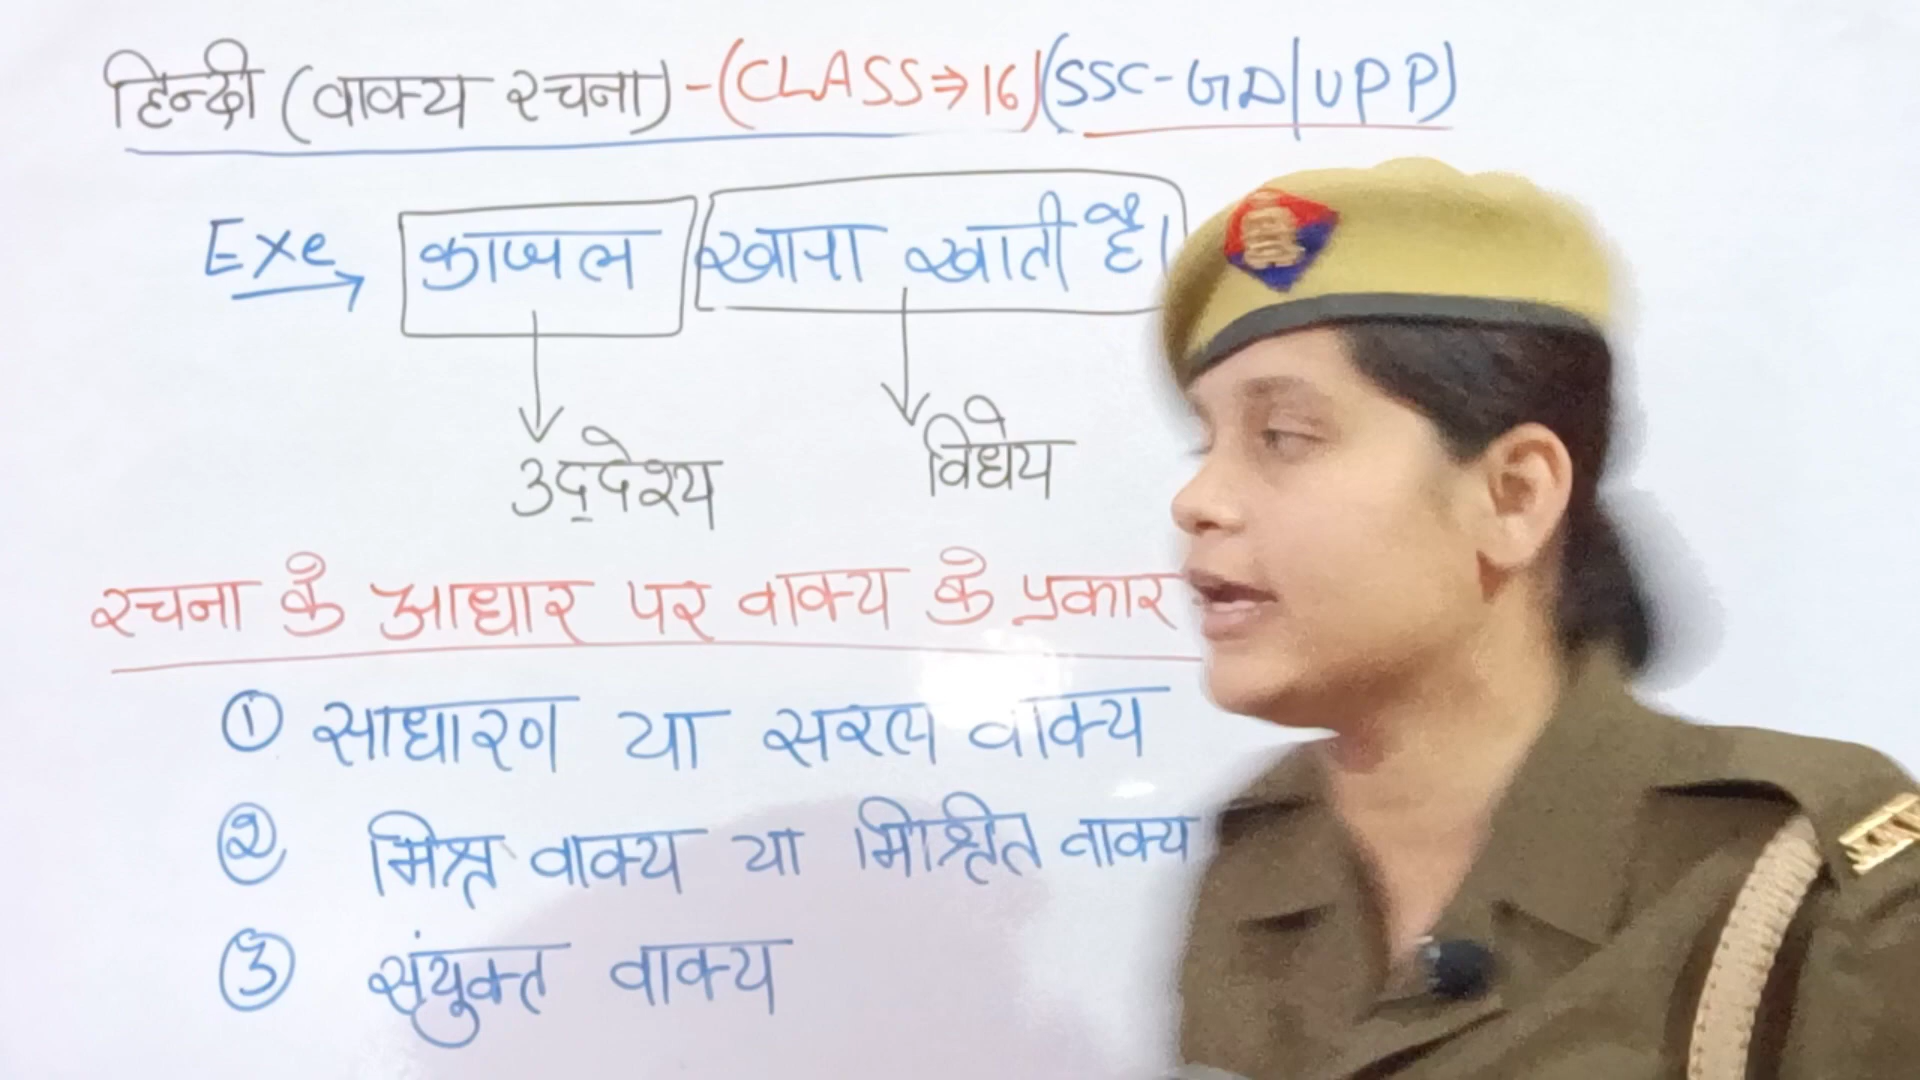 हिन्दी (वाक्य रचना) - (CLASS⇒16) (SSC-GD|UPP)
Exe → काजल खाना खाती है।
उद्देश्य विधेय
रचना के आधार पर वाक्य के प्रकार
① साधारण या सरल वाक्य
② मिश्र वाक्य या मिश्रित वाक्य
③ संयुक्त वाक्य